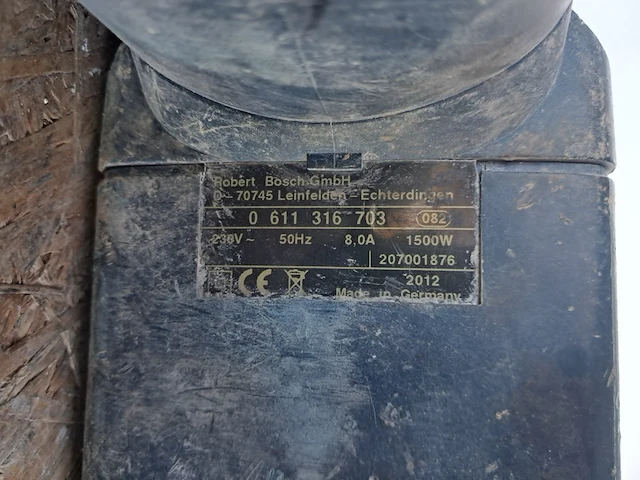 Robert Bosch GmbH
D-70745 Leinfelden-Echterdingen
0 611 316 703 082
230V~ 50Hz 8,0A 1500W
207001876
CE 2012
Made in Germany